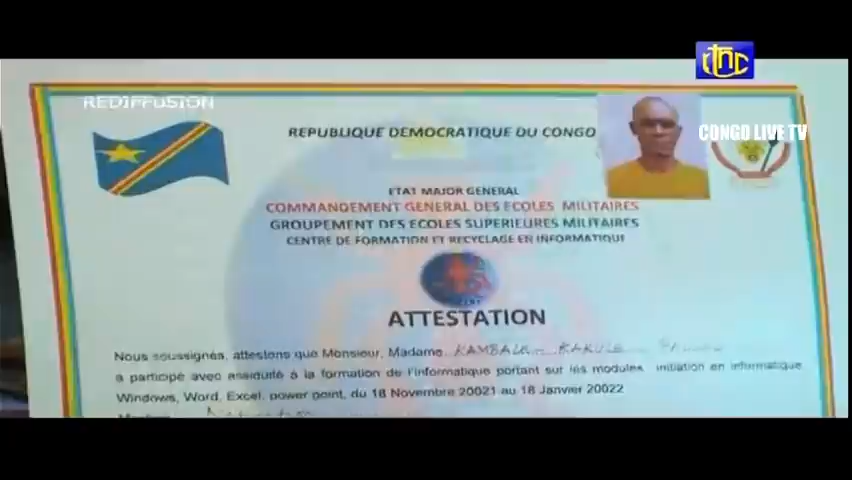 RTNC
REDIFFUSION
CONGO LIVE TV
REPUBLIQUE DEMOCRATIQUE DU CONGO
ETAT MAJOR GENERAL
COMMANDEMENT GENERAL DES ECOLES MILITAIRES
GROUPEMENT DES ECOLES SUPERIEURES MILITAIRES
CENTRE DE FORMATION ET RECYCLAGE EN INFORMATIQUE
ATTESTATION
Nous soussignés, attestons que Monsieur, Madame KAMBALE
a participé avec assiduité à la formation de l'informatique portant sur les modules initiation en informatique
Windows, Word, Excel, power point, du 18 Novembre 20021 au 18 Janvier 20022